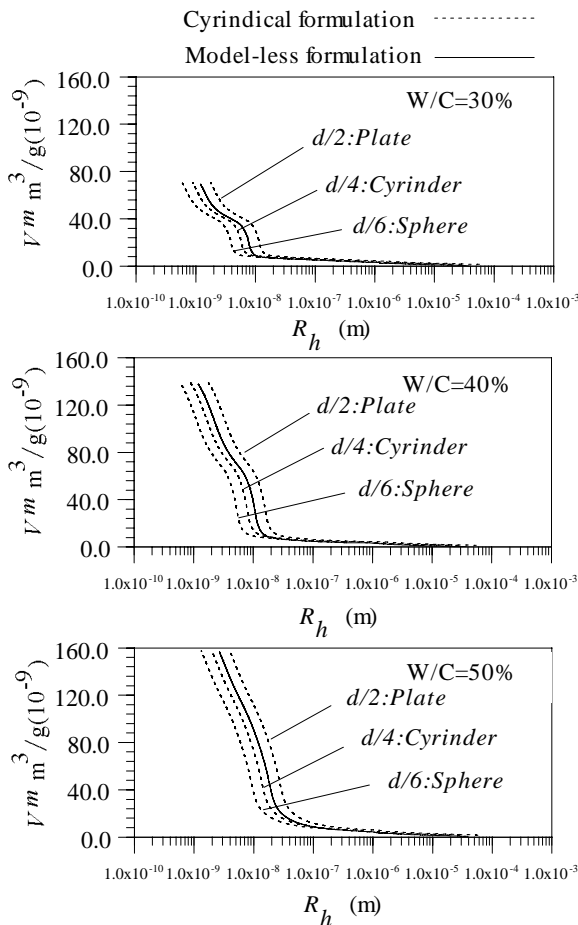 Cyrindical formulation
Model-less formulation
160.0
120.0
80.0
40.0
0.0
V^m m^3/g(10^-9)
W/C=30%
d/2:Plate
d/4:Cyrinder
d/6:Sphere
1.0x10^-10 1.0x10^-9 1.0x10^-8 1.0x10^-7 1.0x10^-6 1.0x10^-5 1.0x10^-4 1.0x10^-3
R_h (m)
160.0
120.0
80.0
40.0
0.0
V^m m^3/g(10^-9)
W/C=40%
d/2:Plate
d/4:Cyrinder
d/6:Sphere
1.0x10^-10 1.0x10^-9 1.0x10^-8 1.0x10^-7 1.0x10^-6 1.0x10^-5 1.0x10^-4 1.0x10^-3
R_h (m)
160.0
120.0
80.0
40.0
0.0
V^m m^3/g(10^-9)
W/C=50%
d/2:Plate
d/4:Cyrinder
d/6:Sphere
1.0x10^-10 1.0x10^-9 1.0x10^-8 1.0x10^-7 1.0x10^-6 1.0x10^-5 1.0x10^-4 1.0x10^-3
R_h (m)